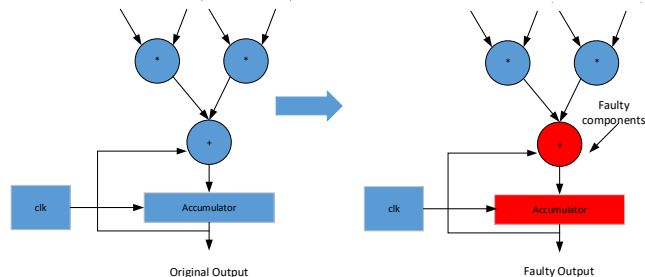 * * * *
Faulty
components
+ +
clk Accumulator clk Accumulator
Original Output Faulty Output